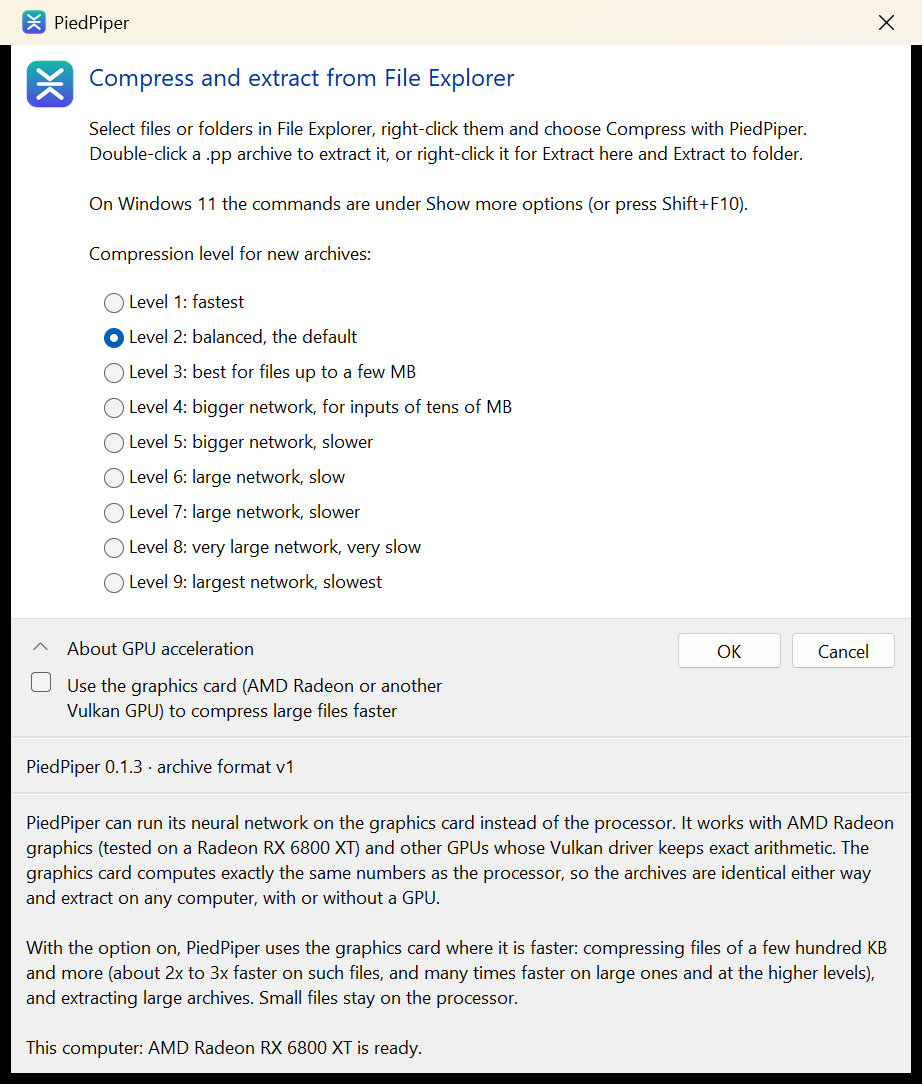 PiedPiper
Compress and extract from File Explorer
Select files or folders in File Explorer, right-click them and choose Compress with PiedPiper.
Double-click a .pp archive to extract it, or right-click it for Extract here and Extract to folder.
On Windows 11 the commands are under Show more options (or press Shift+F10).
Compression level for new archives:
Level 1: fastest
Level 2: balanced, the default
Level 3: best for files up to a few MB
Level 4: bigger network, for inputs of tens of MB
Level 5: bigger network, slower
Level 6: large network, slow
Level 7: large network, slower
Level 8: very large network, very slow
Level 9: largest network, slowest
About GPU acceleration
OK
Cancel
Use the graphics card (AMD Radeon or another
Vulkan GPU) to compress large files faster
PiedPiper 0.1.3 · archive format v1
PiedPiper can run its neural network on the graphics card instead of the processor. It works with AMD Radeon
graphics (tested on a Radeon RX 6800 XT) and other GPUs whose Vulkan driver keeps exact arithmetic. The
graphics card computes exactly the same numbers as the processor, so the archives are identical either way
and extract on any computer, with or without a GPU.
With the option on, PiedPiper uses the graphics card where it is faster: compressing files of a few hundred KB
and more (about 2x to 3x faster on such files, and many times faster on large ones and at the higher levels),
and extracting large archives. Small files stay on the processor.
This computer: AMD Radeon RX 6800 XT is ready.